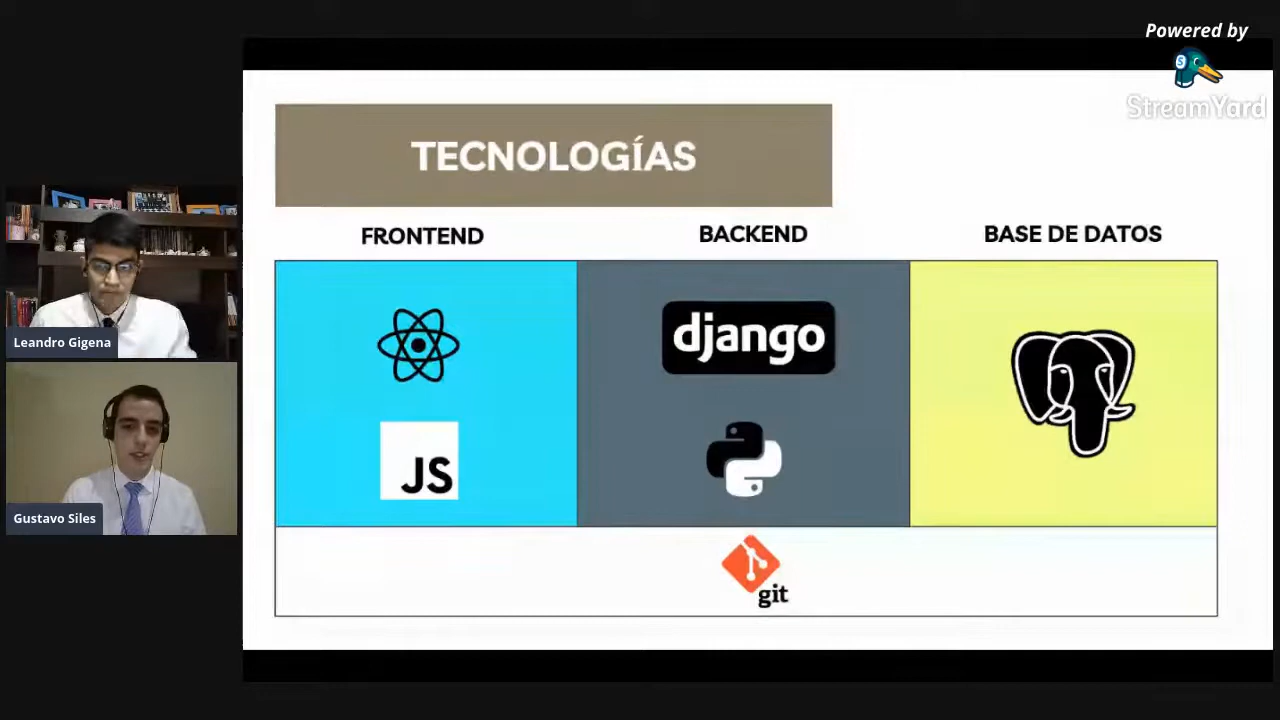 Powered by
StreamYard
TECNOLOGÍAS
FRONTEND
BACKEND
BASE DE DATOS
django
JS
git
Leandro Gigena
Gustavo Siles